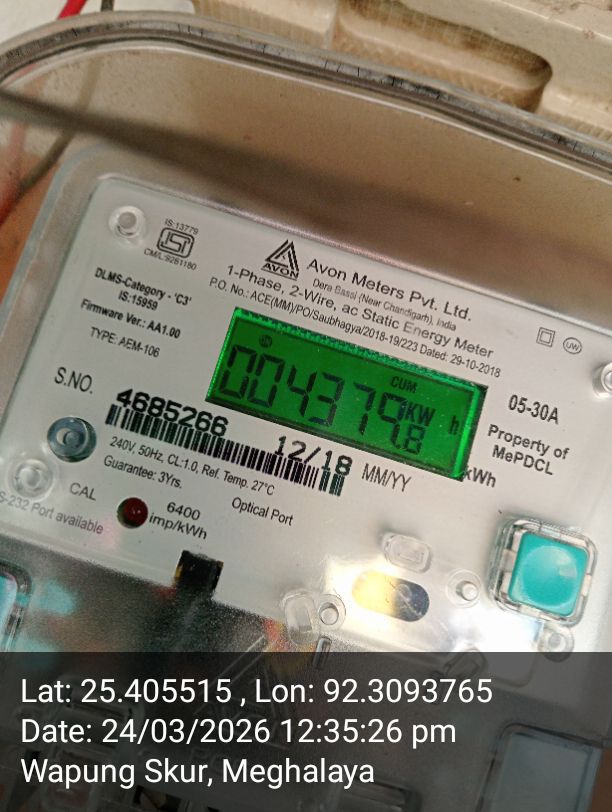 IS:13779
ISI
CM/L:9281180
AVON
Avon Meters Pvt. Ltd.
Dera Bassi (Near Chandigarh), India
1-Phase, 2-Wire, ac Static Energy Meter
P.O. No.: ACE(MM)/PO/Saubhagya/2018-19/223 Dated: 29-10-2018
DLMS-Category - 'C3'
IS:15959
Firmware Ver.: AA1.00
TYPE: AEM-106
UW
CUM
004379.8 KW h
05-30A
Property of
MePDCL
kWh
S.NO. 4685266
12/18 MM/YY
240V, 50Hz, CL:1.0, Ref. Temp. 27°C
Guarantee: 3Yrs.
CAL
6400
imp/kWh
Optical Port
S-232 Port available
Lat: 25.405515 , Lon: 92.3093765
Date: 24/03/2026 12:35:26 pm
Wapung Skur, Meghalaya